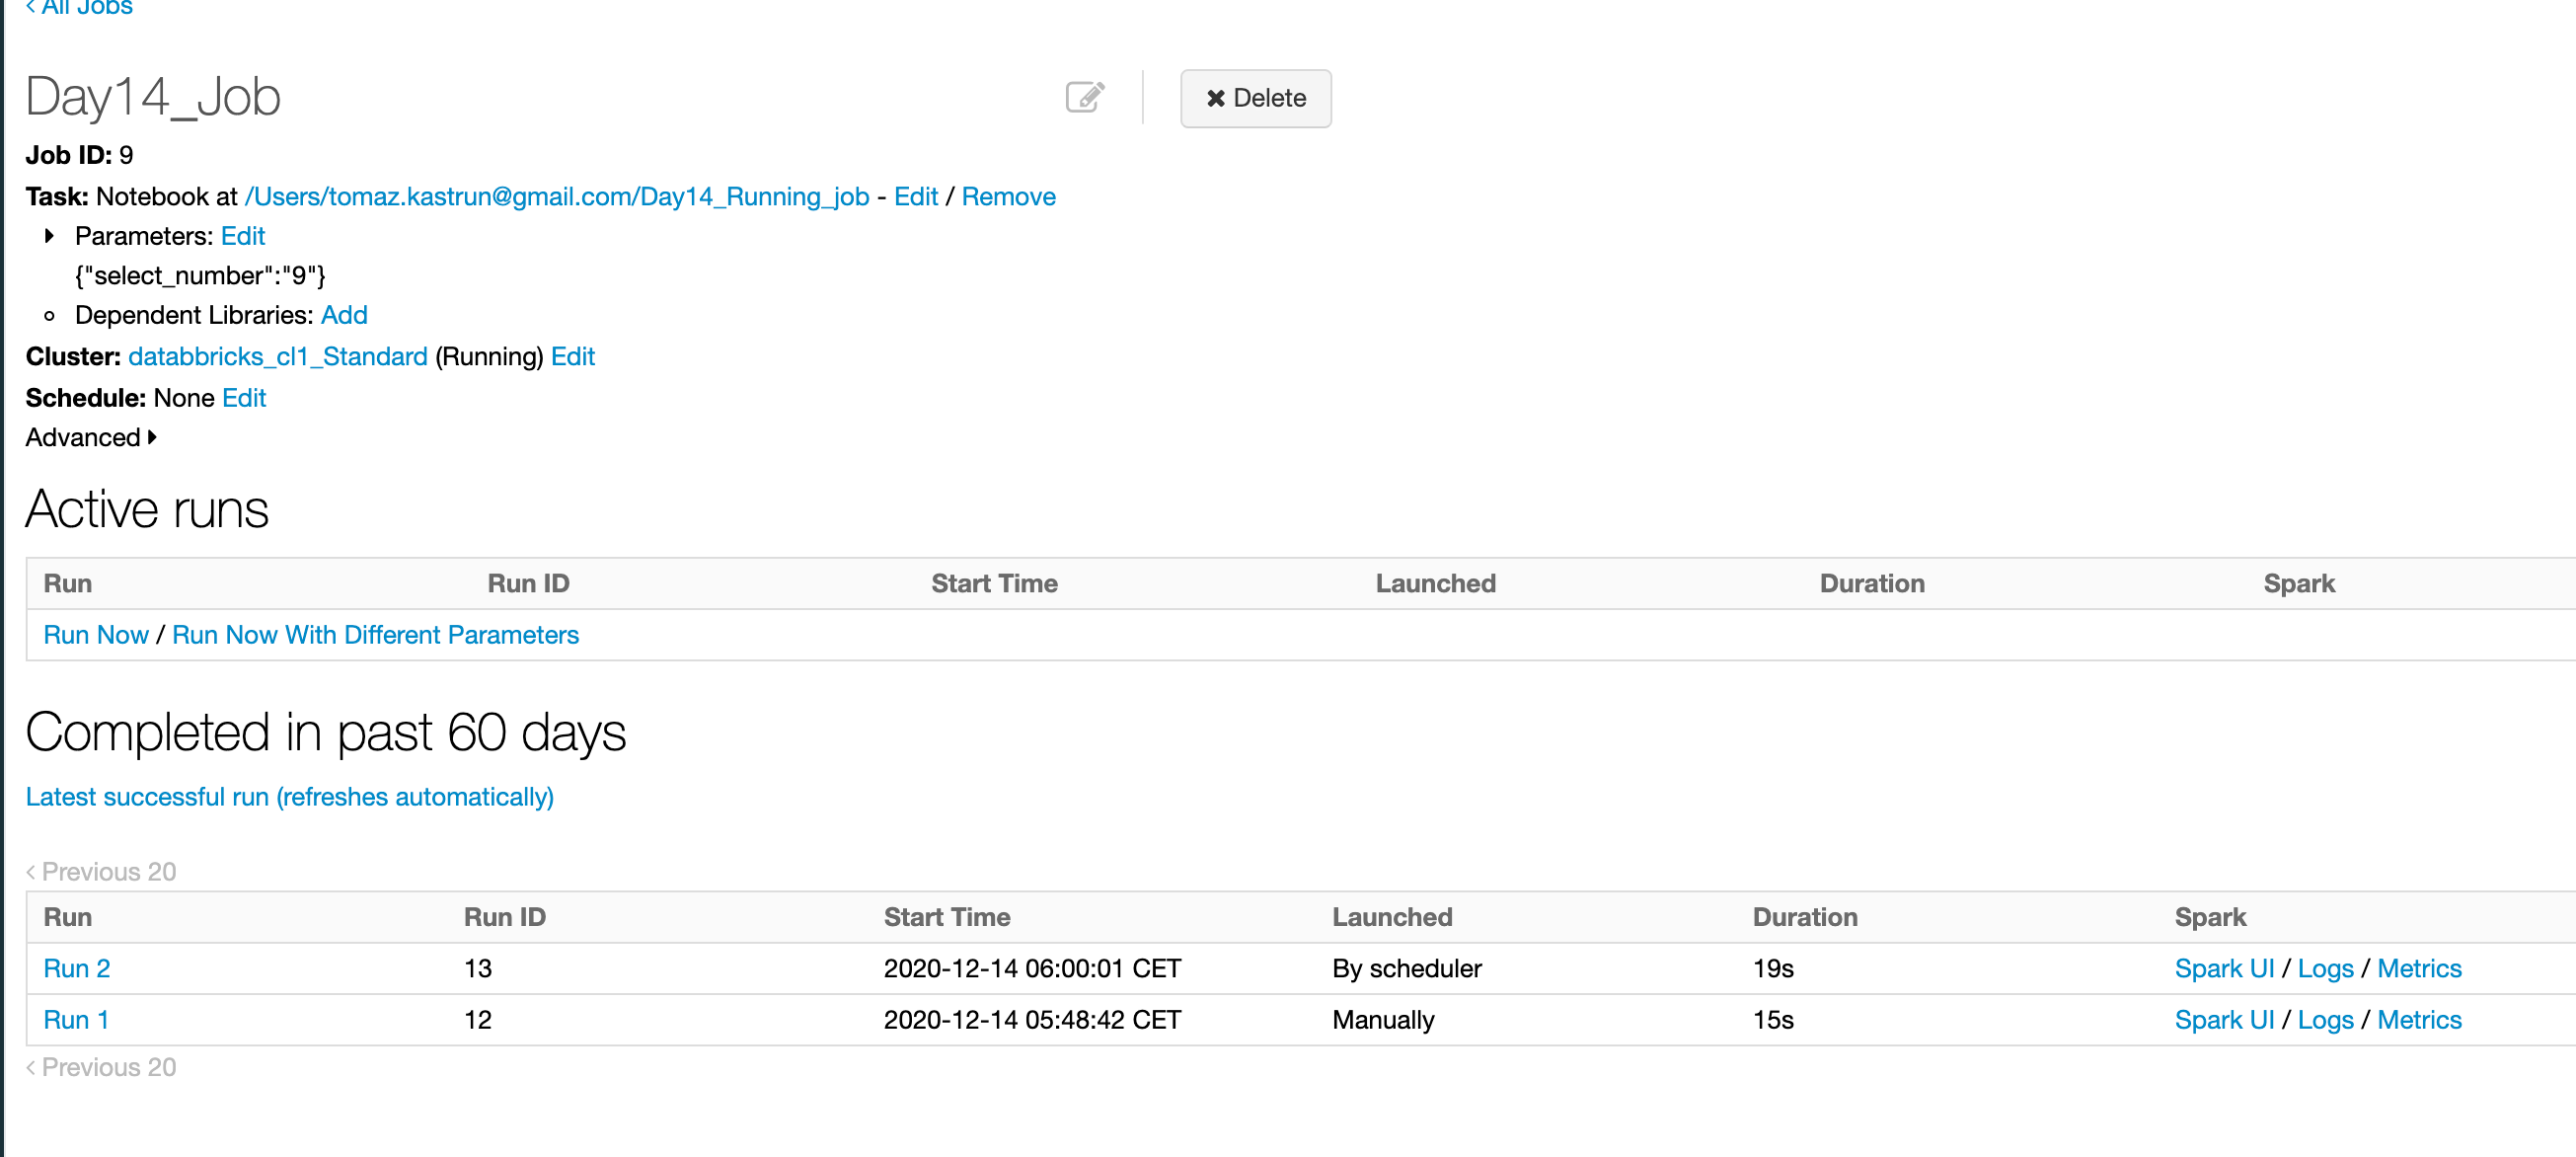 < All Jobs
Day14_Job
✖ Delete
Job ID: 9
Task: Notebook at /Users/tomaz.kastrun@gmail.com/Day14_Running_job - Edit / Remove
Parameters: Edit
{"select_number":"9"}
Dependent Libraries: Add
Cluster: databbricks_cl1_Standard (Running) Edit
Schedule: None Edit
Advanced
Active runs
Run Run ID Start Time Launched Duration Spark
Run Now / Run Now With Different Parameters
Completed in past 60 days
Latest successful run (refreshes automatically)
< Previous 20
Run Run ID Start Time Launched Duration Spark
Run 2 13 2020-12-14 06:00:01 CET By scheduler 19s Spark UI / Logs / Metrics
Run 1 12 2020-12-14 05:48:42 CET Manually 15s Spark UI / Logs / Metrics
< Previous 20